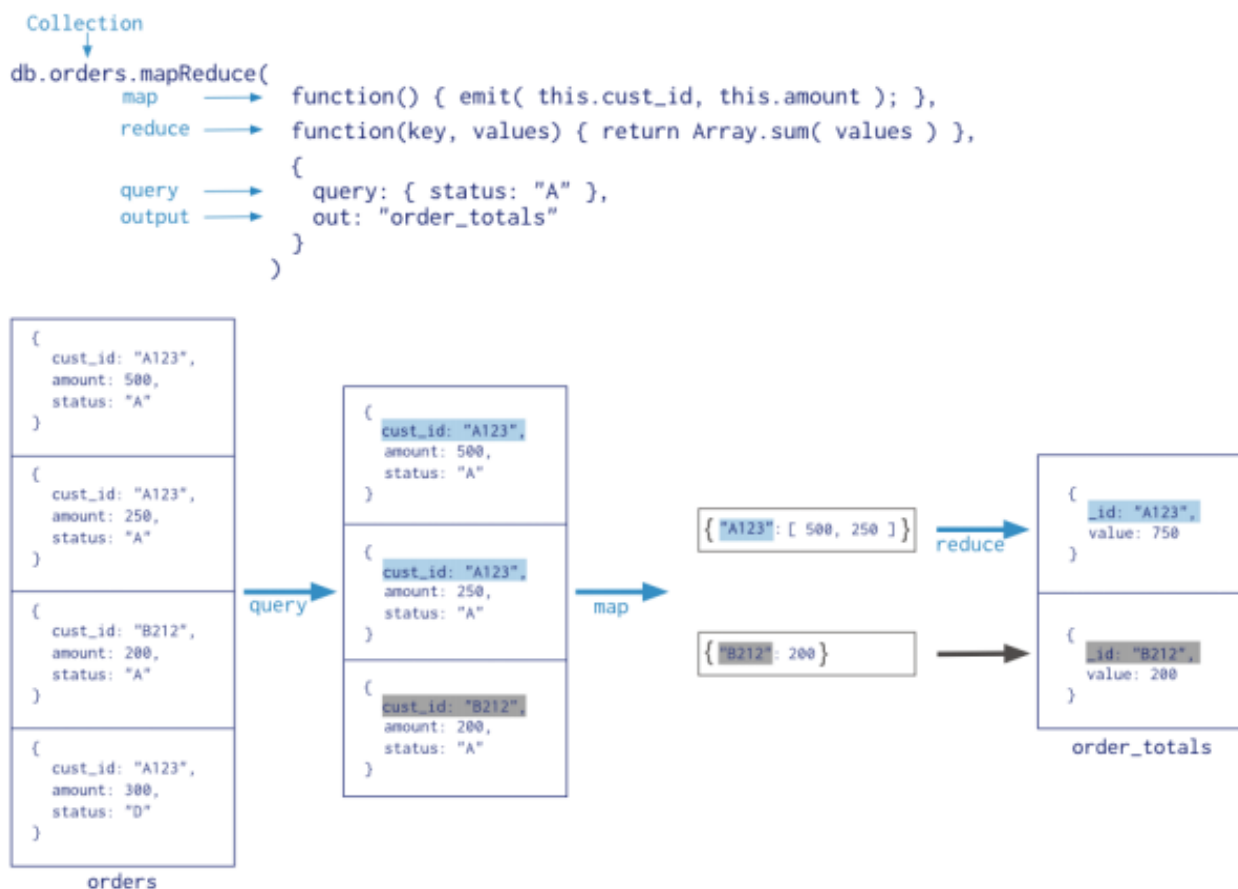 Collection
db.orders.mapReduce(
map function() { emit( this.cust_id, this.amount ); },
reduce function(key, values) { return Array.sum( values ) },
{
query query: { status: "A" },
output out: "order_totals"
}
)
{
cust_id: "A123",
amount: 500,
status: "A"
}
{
cust_id: "A123",
amount: 250,
status: "A"
}
{
cust_id: "B212",
amount: 200,
status: "A"
}
{
cust_id: "A123",
amount: 300,
status: "D"
}
orders
query
{
cust_id: "A123",
amount: 500,
status: "A"
}
{
cust_id: "A123",
amount: 250,
status: "A"
}
{
cust_id: "B212",
amount: 200,
status: "A"
}
map
{ "A123": [ 500, 250 ] }
{ "B212": 200 }
reduce
{
_id: "A123",
value: 750
}
{
_id: "B212",
value: 200
}
order_totals